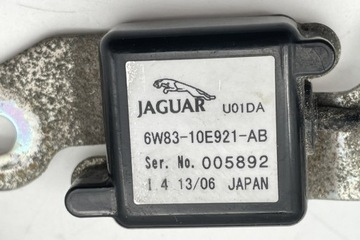 JAGUAR U01DA
6W83-10E921-AB
Ser. No. 005892
1 4 13/06 JAPAN